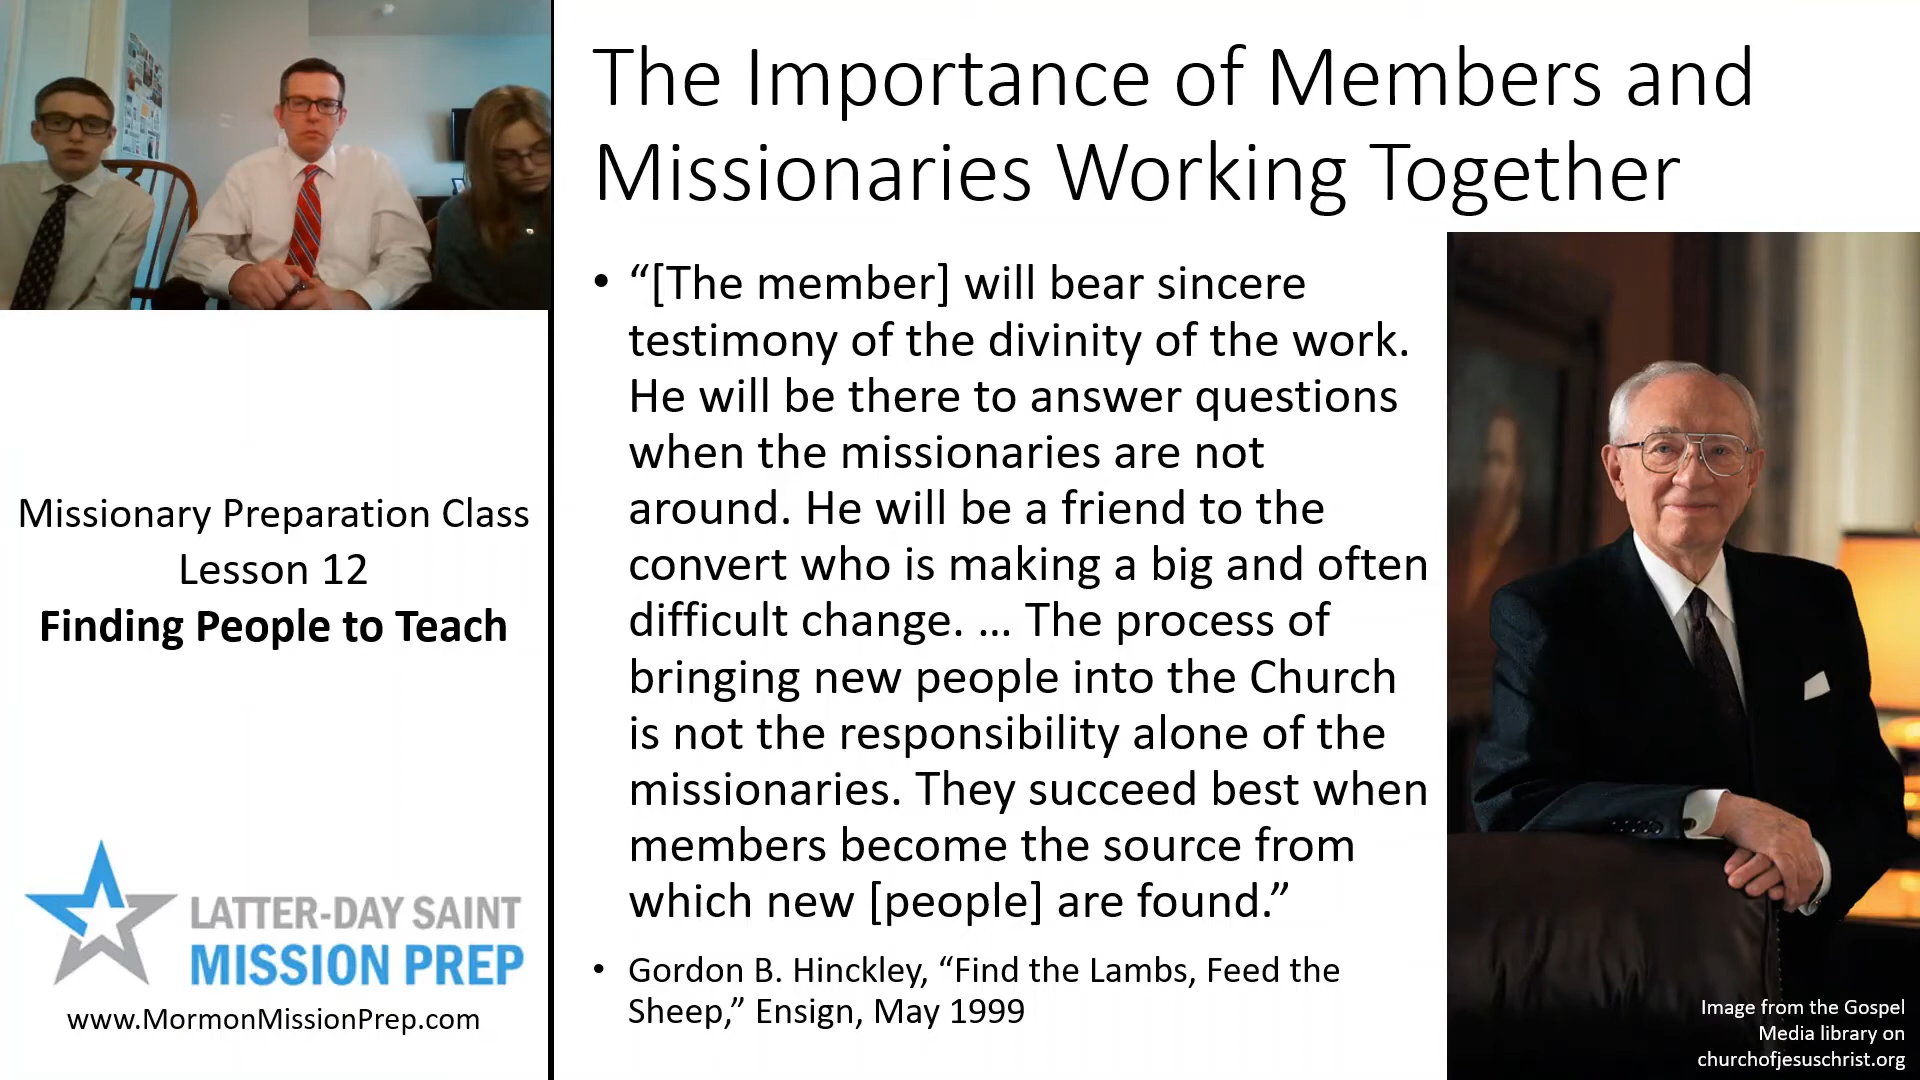 The Importance of Members and
Missionaries Working Together
• “[The member] will bear sincere
testimony of the divinity of the work.
He will be there to answer questions
when the missionaries are not
around. He will be a friend to the
convert who is making a big and often
difficult change. … The process of
bringing new people into the Church
is not the responsibility alone of the
missionaries. They succeed best when
members become the source from
which new [people] are found.”
• Gordon B. Hinckley, “Find the Lambs, Feed the
Sheep,” Ensign, May 1999
Missionary Preparation Class
Lesson 12
Finding People to Teach
LATTER-DAY SAINT
MISSION PREP
www.MormonMissionPrep.com
Image from the Gospel
Media library on
churchofjesuschrist.org